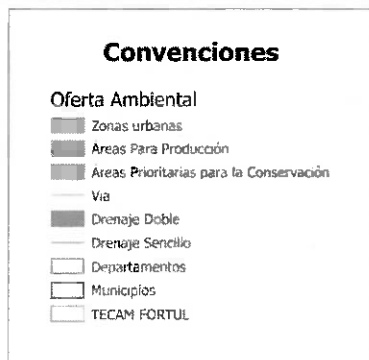 Convenciones
Oferta Ambiental
Zonas urbanas
Areas Para Producción
Áreas Prioritarias para la Conservación
Via
Drenaje Doble
Drenaje Sencillo
Departamentos
Municipios
TECAM FORTUL